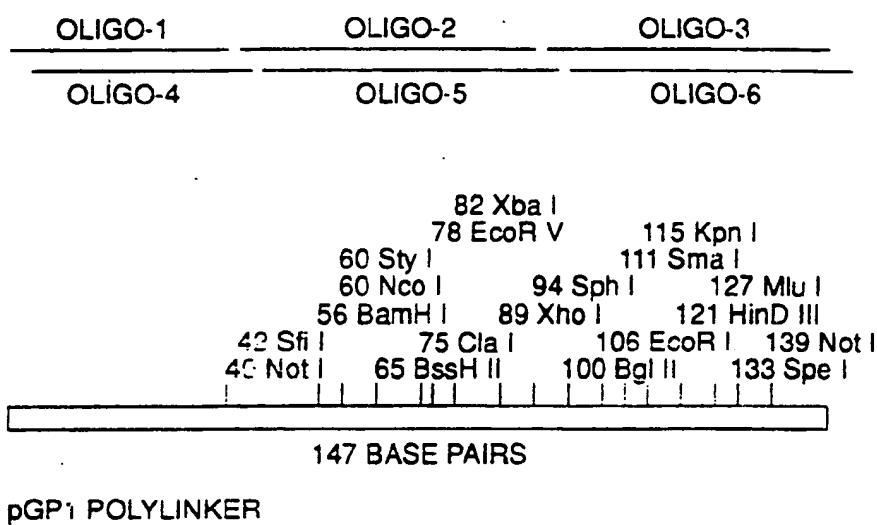 OLIGO-1 OLIGO-2 OLIGO-3
OLIGO-4 OLIGO-5 OLIGO-6
82 Xba I
78 EcoR V 115 Kpn I
60 Sty I 111 Sma I
60 Nco I 94 Sph I 127 Mlu I
56 BamH I 89 Xho I 121 HinD III
Sfi I 75 Cla I 106 EcoR I 139 Not I
Not I 65 BssH II 100 Bgl II 133 Spe I
147 BASE PAIRS
pGP1 POLYLINKER